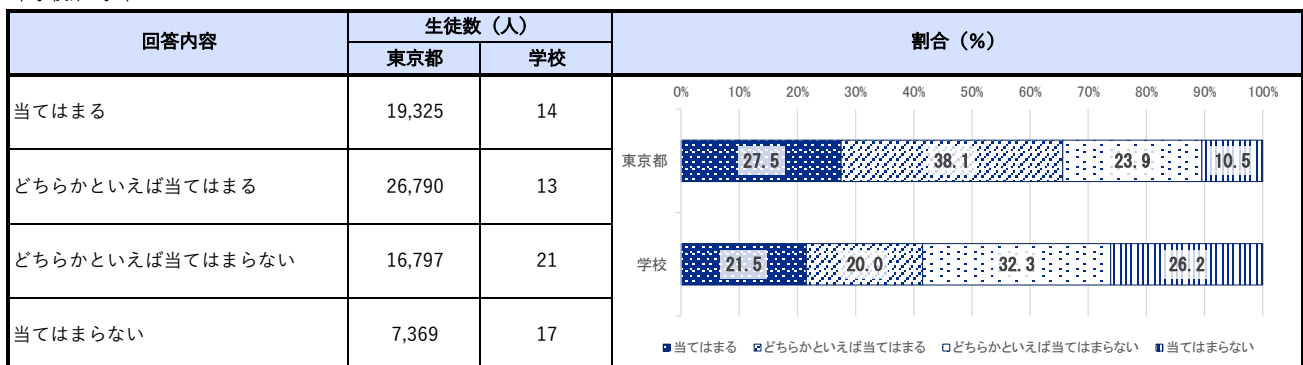 回答内容 生徒数（人） 割合（%）
東京都 学校
当てはまる 19,325 14
どちらかといえば当てはまる 26,790 13
どちらかといえば当てはまらない 16,797 21
当てはまらない 7,369 17
0% 10% 20% 30% 40% 50% 60% 70% 80% 90% 100%
東京都 27.5 38.1 23.9 10.5
学校 21.5 20.0 32.3 26.2
当てはまる どちらかといえば当てはまる どちらかといえば当てはまらない 当てはまらない